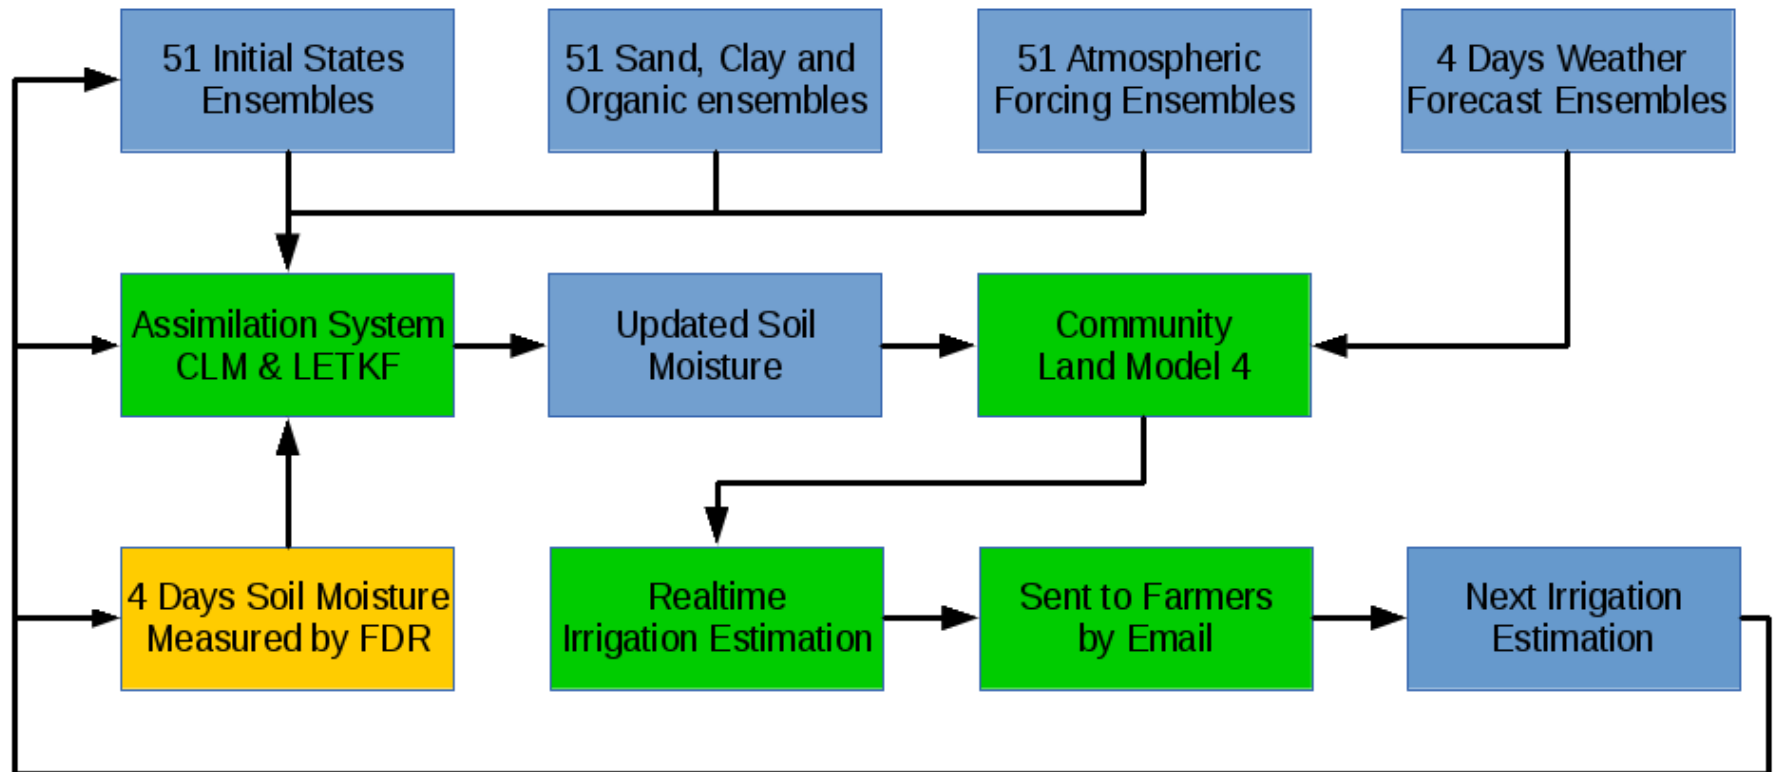 51 Initial States
Ensembles
51 Sand, Clay and
Organic ensembles
51 Atmospheric
Forcing Ensembles
4 Days Weather
Forecast Ensembles
Assimilation System
CLM & LETKF
Updated Soil
Moisture
Community
Land Model 4
4 Days Soil Moisture
Measured by FDR
Realtime
Irrigation Estimation
Sent to Farmers
by Email
Next Irrigation
Estimation